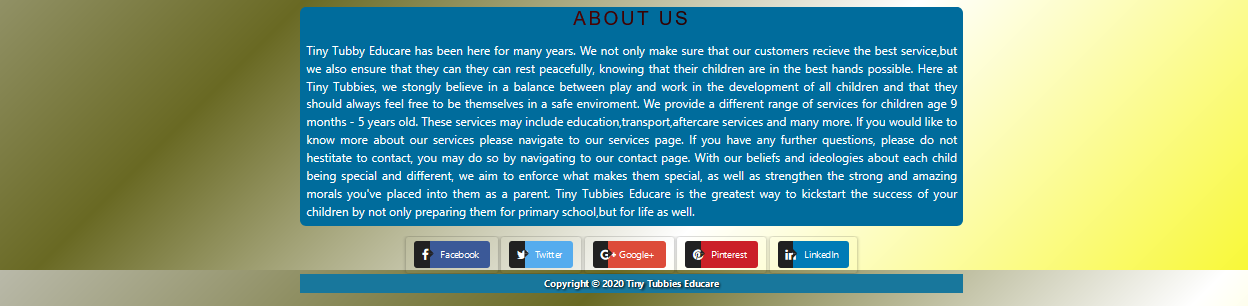 ABOUT US
Tiny Tubby Educare has been here for many years. We not only make sure that our customers recieve the best service,but
we also ensure that they can they can rest peacefully, knowing that their children are in the best hands possible. Here at
Tiny Tubbies, we stongly believe in a balance between play and work in the development of all children and that they
should always feel free to be themselves in a safe enviroment. We provide a different range of services for children age 9
months - 5 years old. These services may include education,transport,aftercare services and many more. If you would like to
know more about our services please navigate to our services page. If you have any further questions, please do not
hestitate to contact, you may do so by navigating to our contact page. With our beliefs and ideologies about each child
being special and different, we aim to enforce what makes them special, as well as strengthen the strong and amazing
morals you've placed into them as a parent. Tiny Tubbies Educare is the greatest way to kickstart the success of your
children by not only preparing them for primary school,but for life as well.
Facebook Twitter Google+ Pinterest LinkedIn
Copyright © 2020 Tiny Tubbies Educare